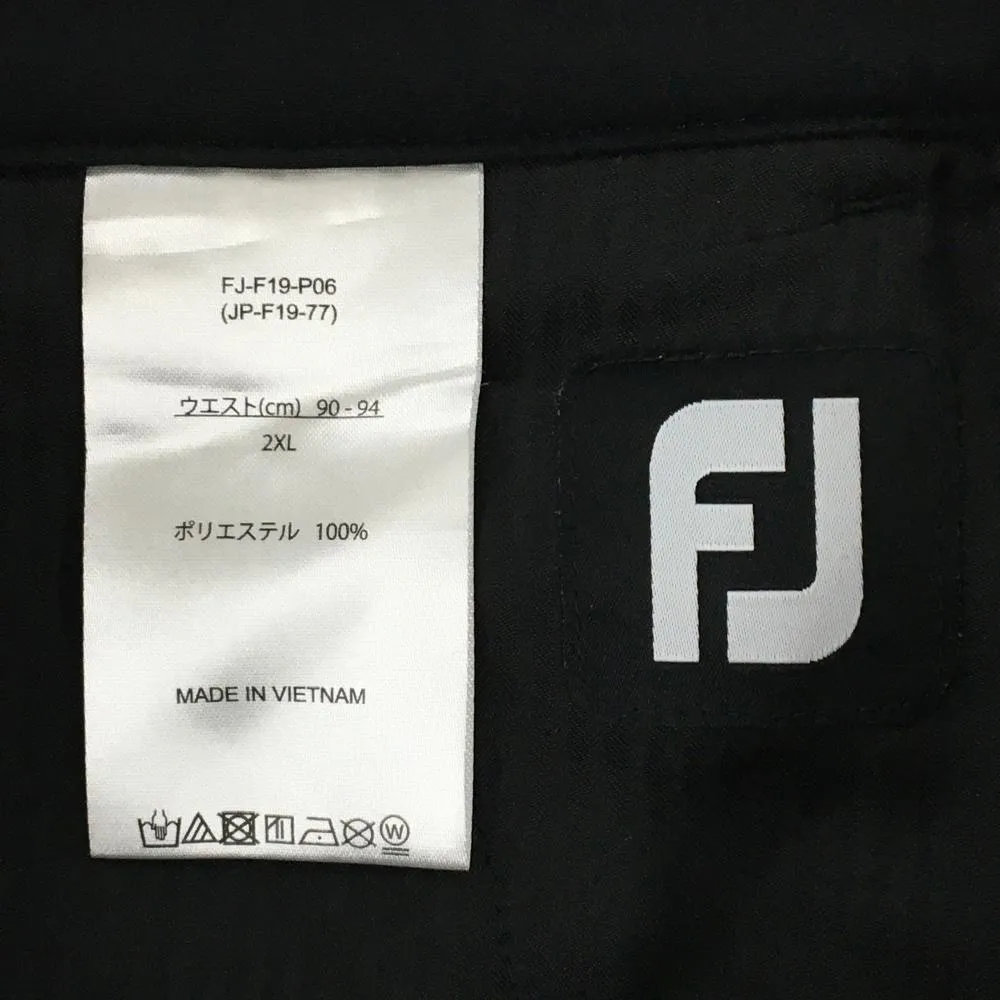 FJ-F19-P06
(JP-F19-77)
ウエスト(cm) 90 - 94
2XL
ポリエステル 100%
MADE IN VIETNAM
W
FJ